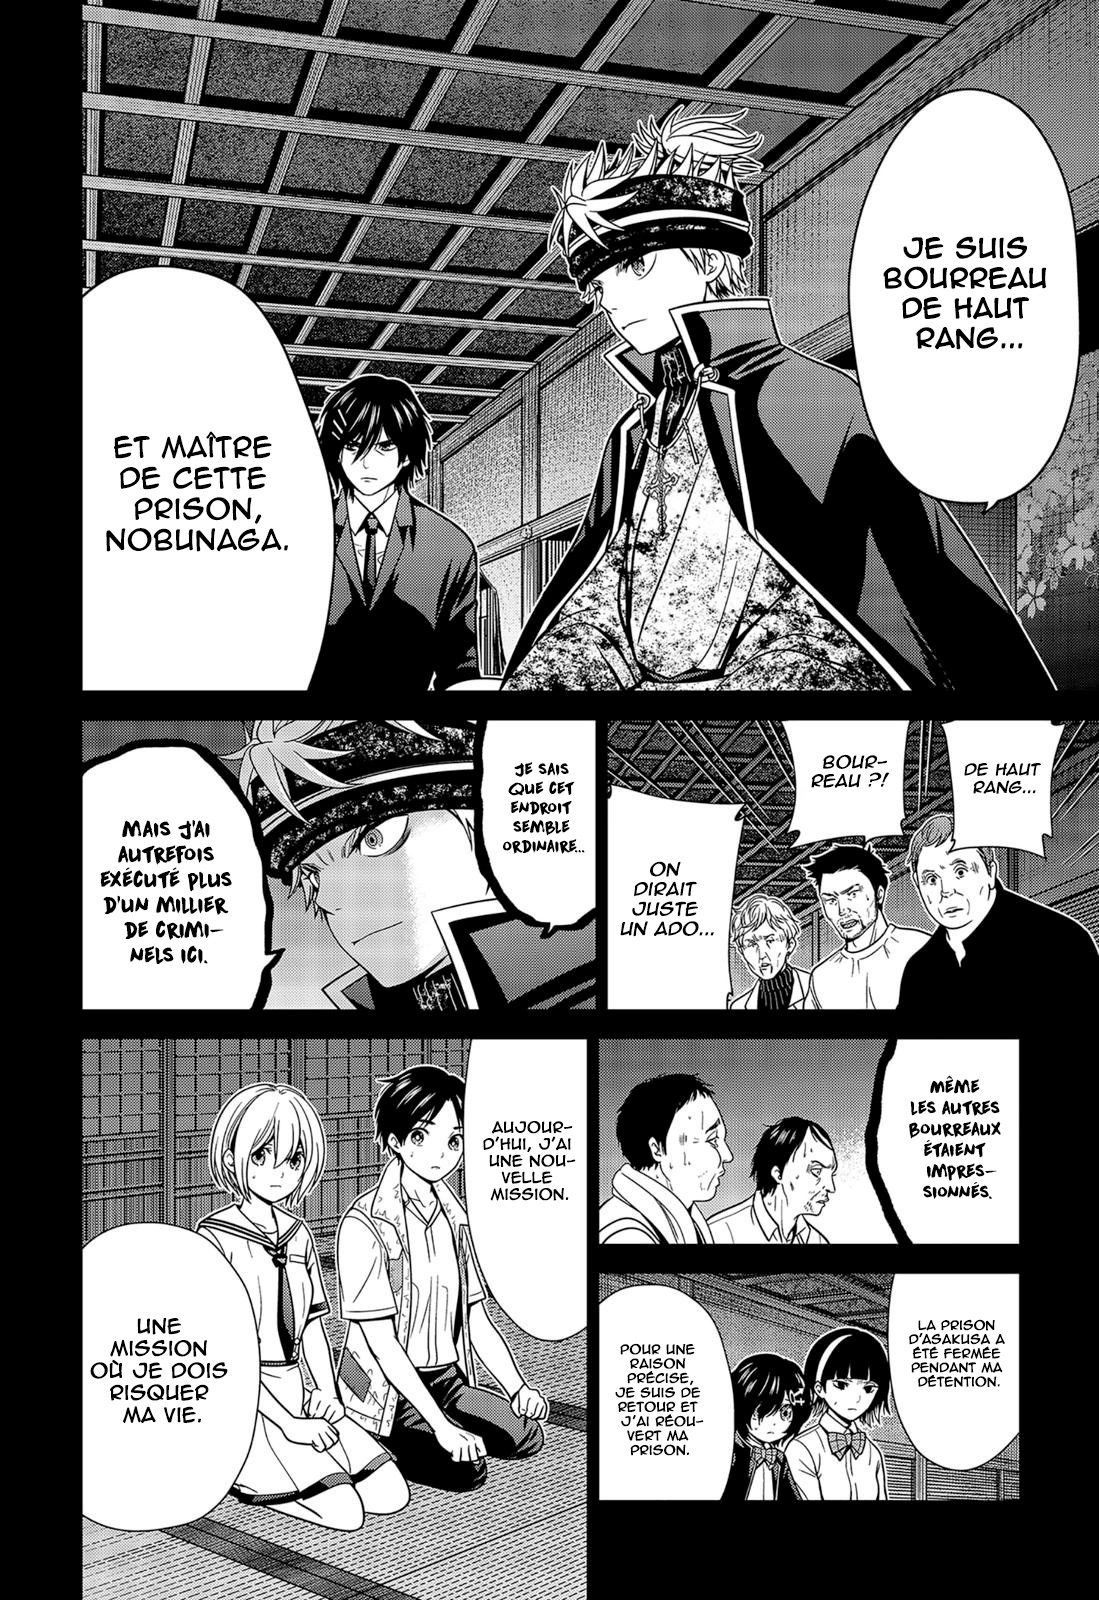 JE SUIS
BOURREAU
DE HAUT
RANG...
ET MAÎTRE
DE CETTE
PRISON,
NOBUNAGA.
DE HAUT
RANG...
BOUR-
REAU ?!
ON
DIRAIT
JUSTE
UN ADO...
JE SAIS
QUE CET
ENDROIT
SEMBLE
ORDINAIRE...
MAIS J'AI
AUTREFOIS
EXÉCUTÉ PLUS
D'UN MILLIER
DE CRIMI-
NELS ICI.
MÊME
LES AUTRES
BOURREAUX
ÉTAIENT
IMPRES-
SIONNÉS.
LA PRISON
D'ASAKUSA A
ÉTÉ FERMÉE
PENDANT MA
DÉTENTION.
POUR UNE
RAISON
PRÉCISE,
JE SUIS DE
RETOUR ET
J'AI RÉOU-
VERT MA
PRISON.
AUJOUR-
D'HUI, J'AI
UNE NOU-
VELLE
MISSION.
UNE
MISSION
OÙ JE DOIS
RISQUER
MA VIE.